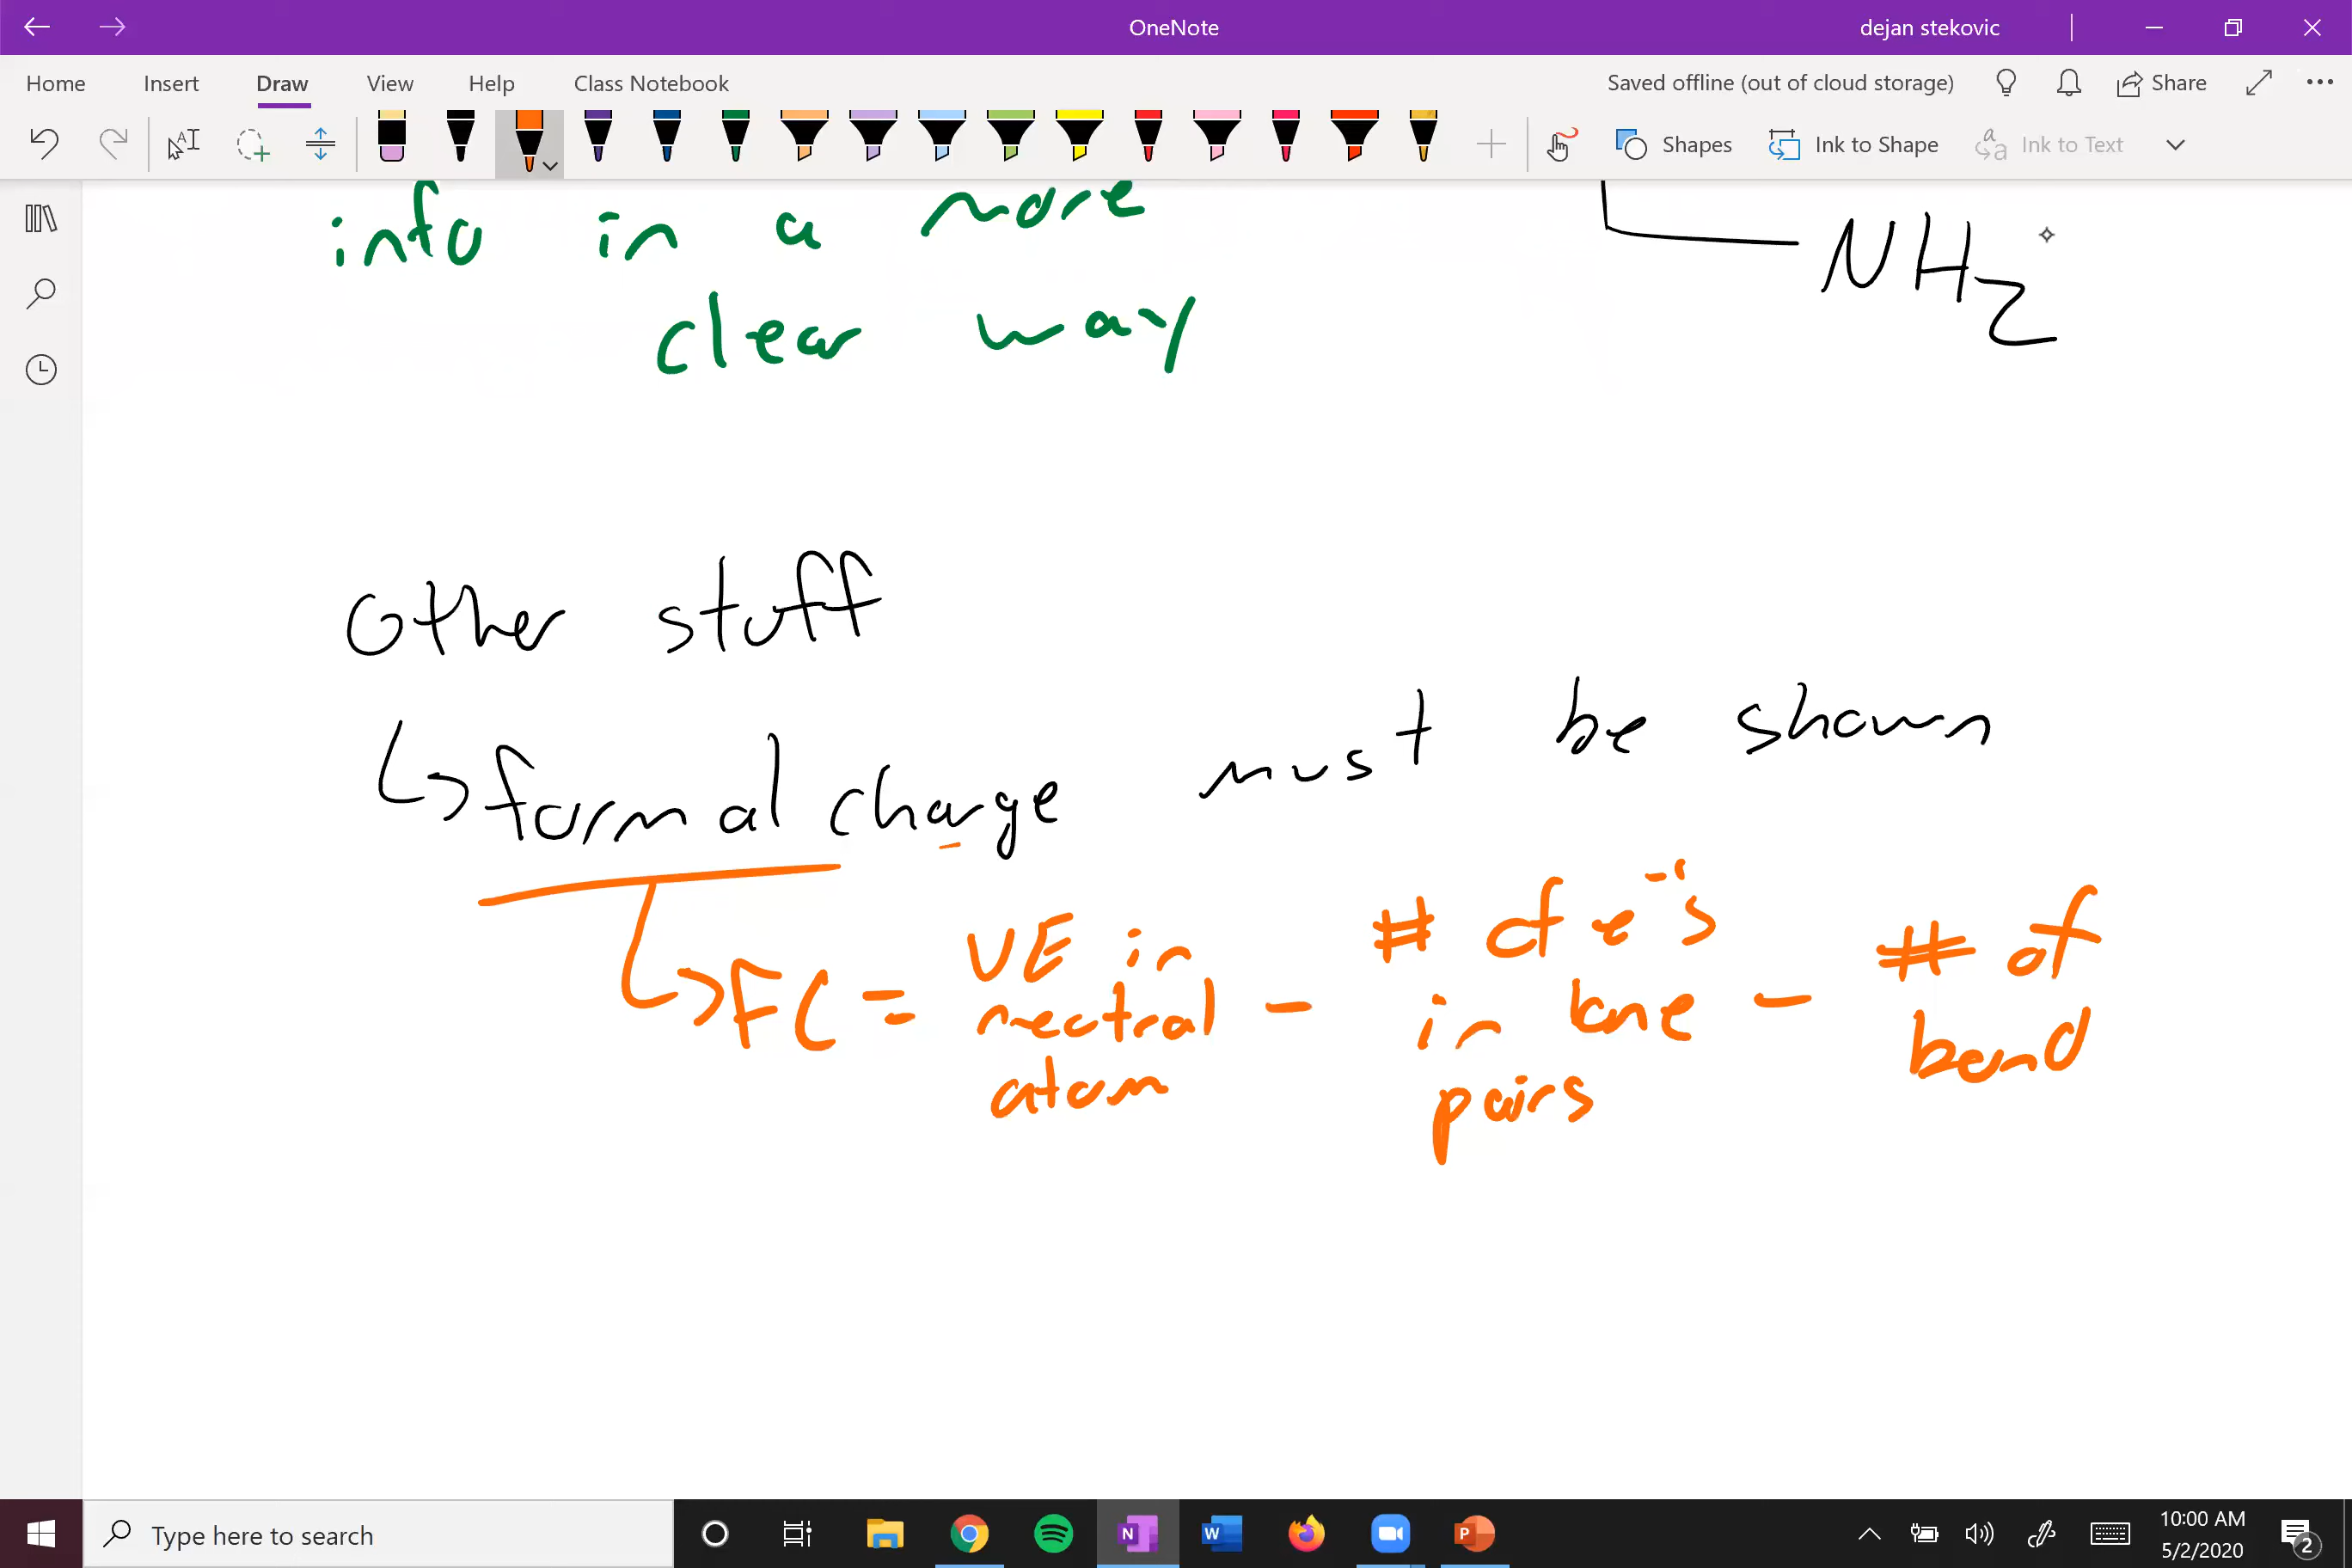 OneNote
dejan stekovic
Home Insert Draw View Help Class Notebook
Saved offline (out of cloud storage) Share
Shapes Ink to Shape Ink to Text
info in a more
clear way
NH2
Other stuff
↳ formal charge must be shown
↳ FC = VE in neutral atom - # of e-'s in lone pairs - # of bond
Type here to search
10:00 AM
5/2/2020
2